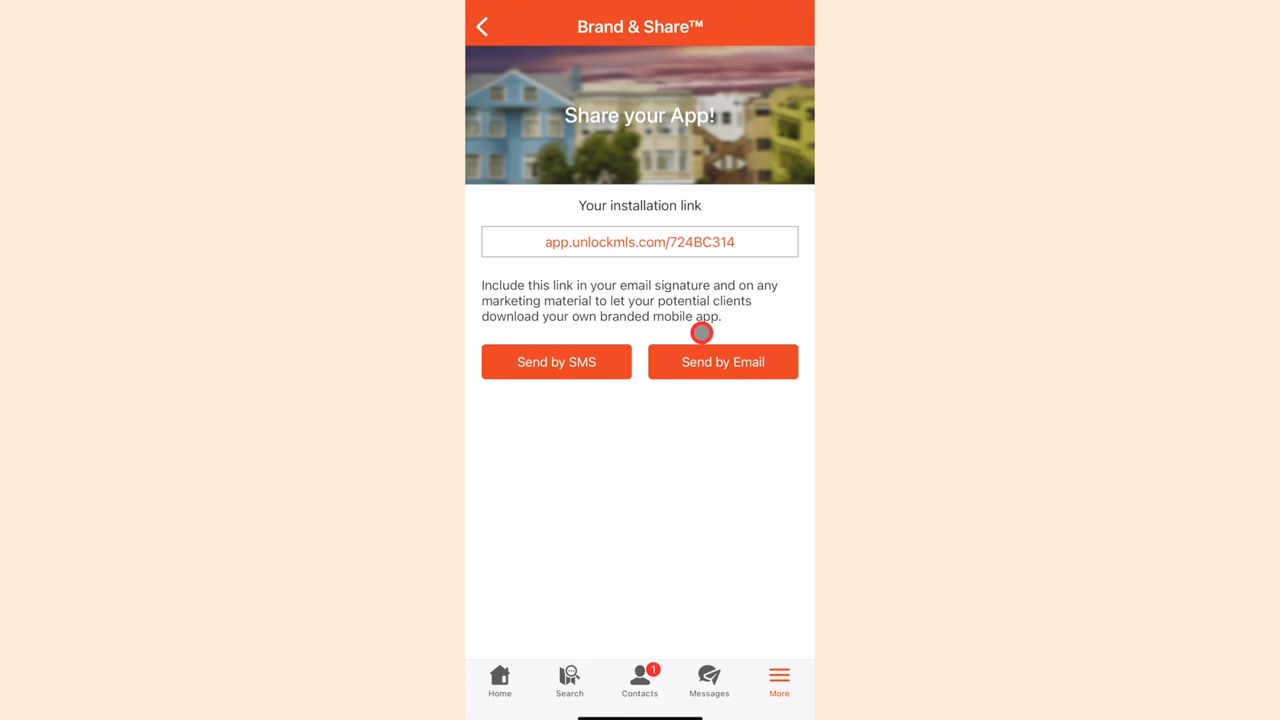 Brand & Share™
Share your App!
Your installation link
app.unlockmls.com/724BC314
Include this link in your email signature and on any
marketing material to let your potential clients
download your own branded mobile app.
Send by SMS
Send by Email
1
Home
Search
Contacts
Messages
More